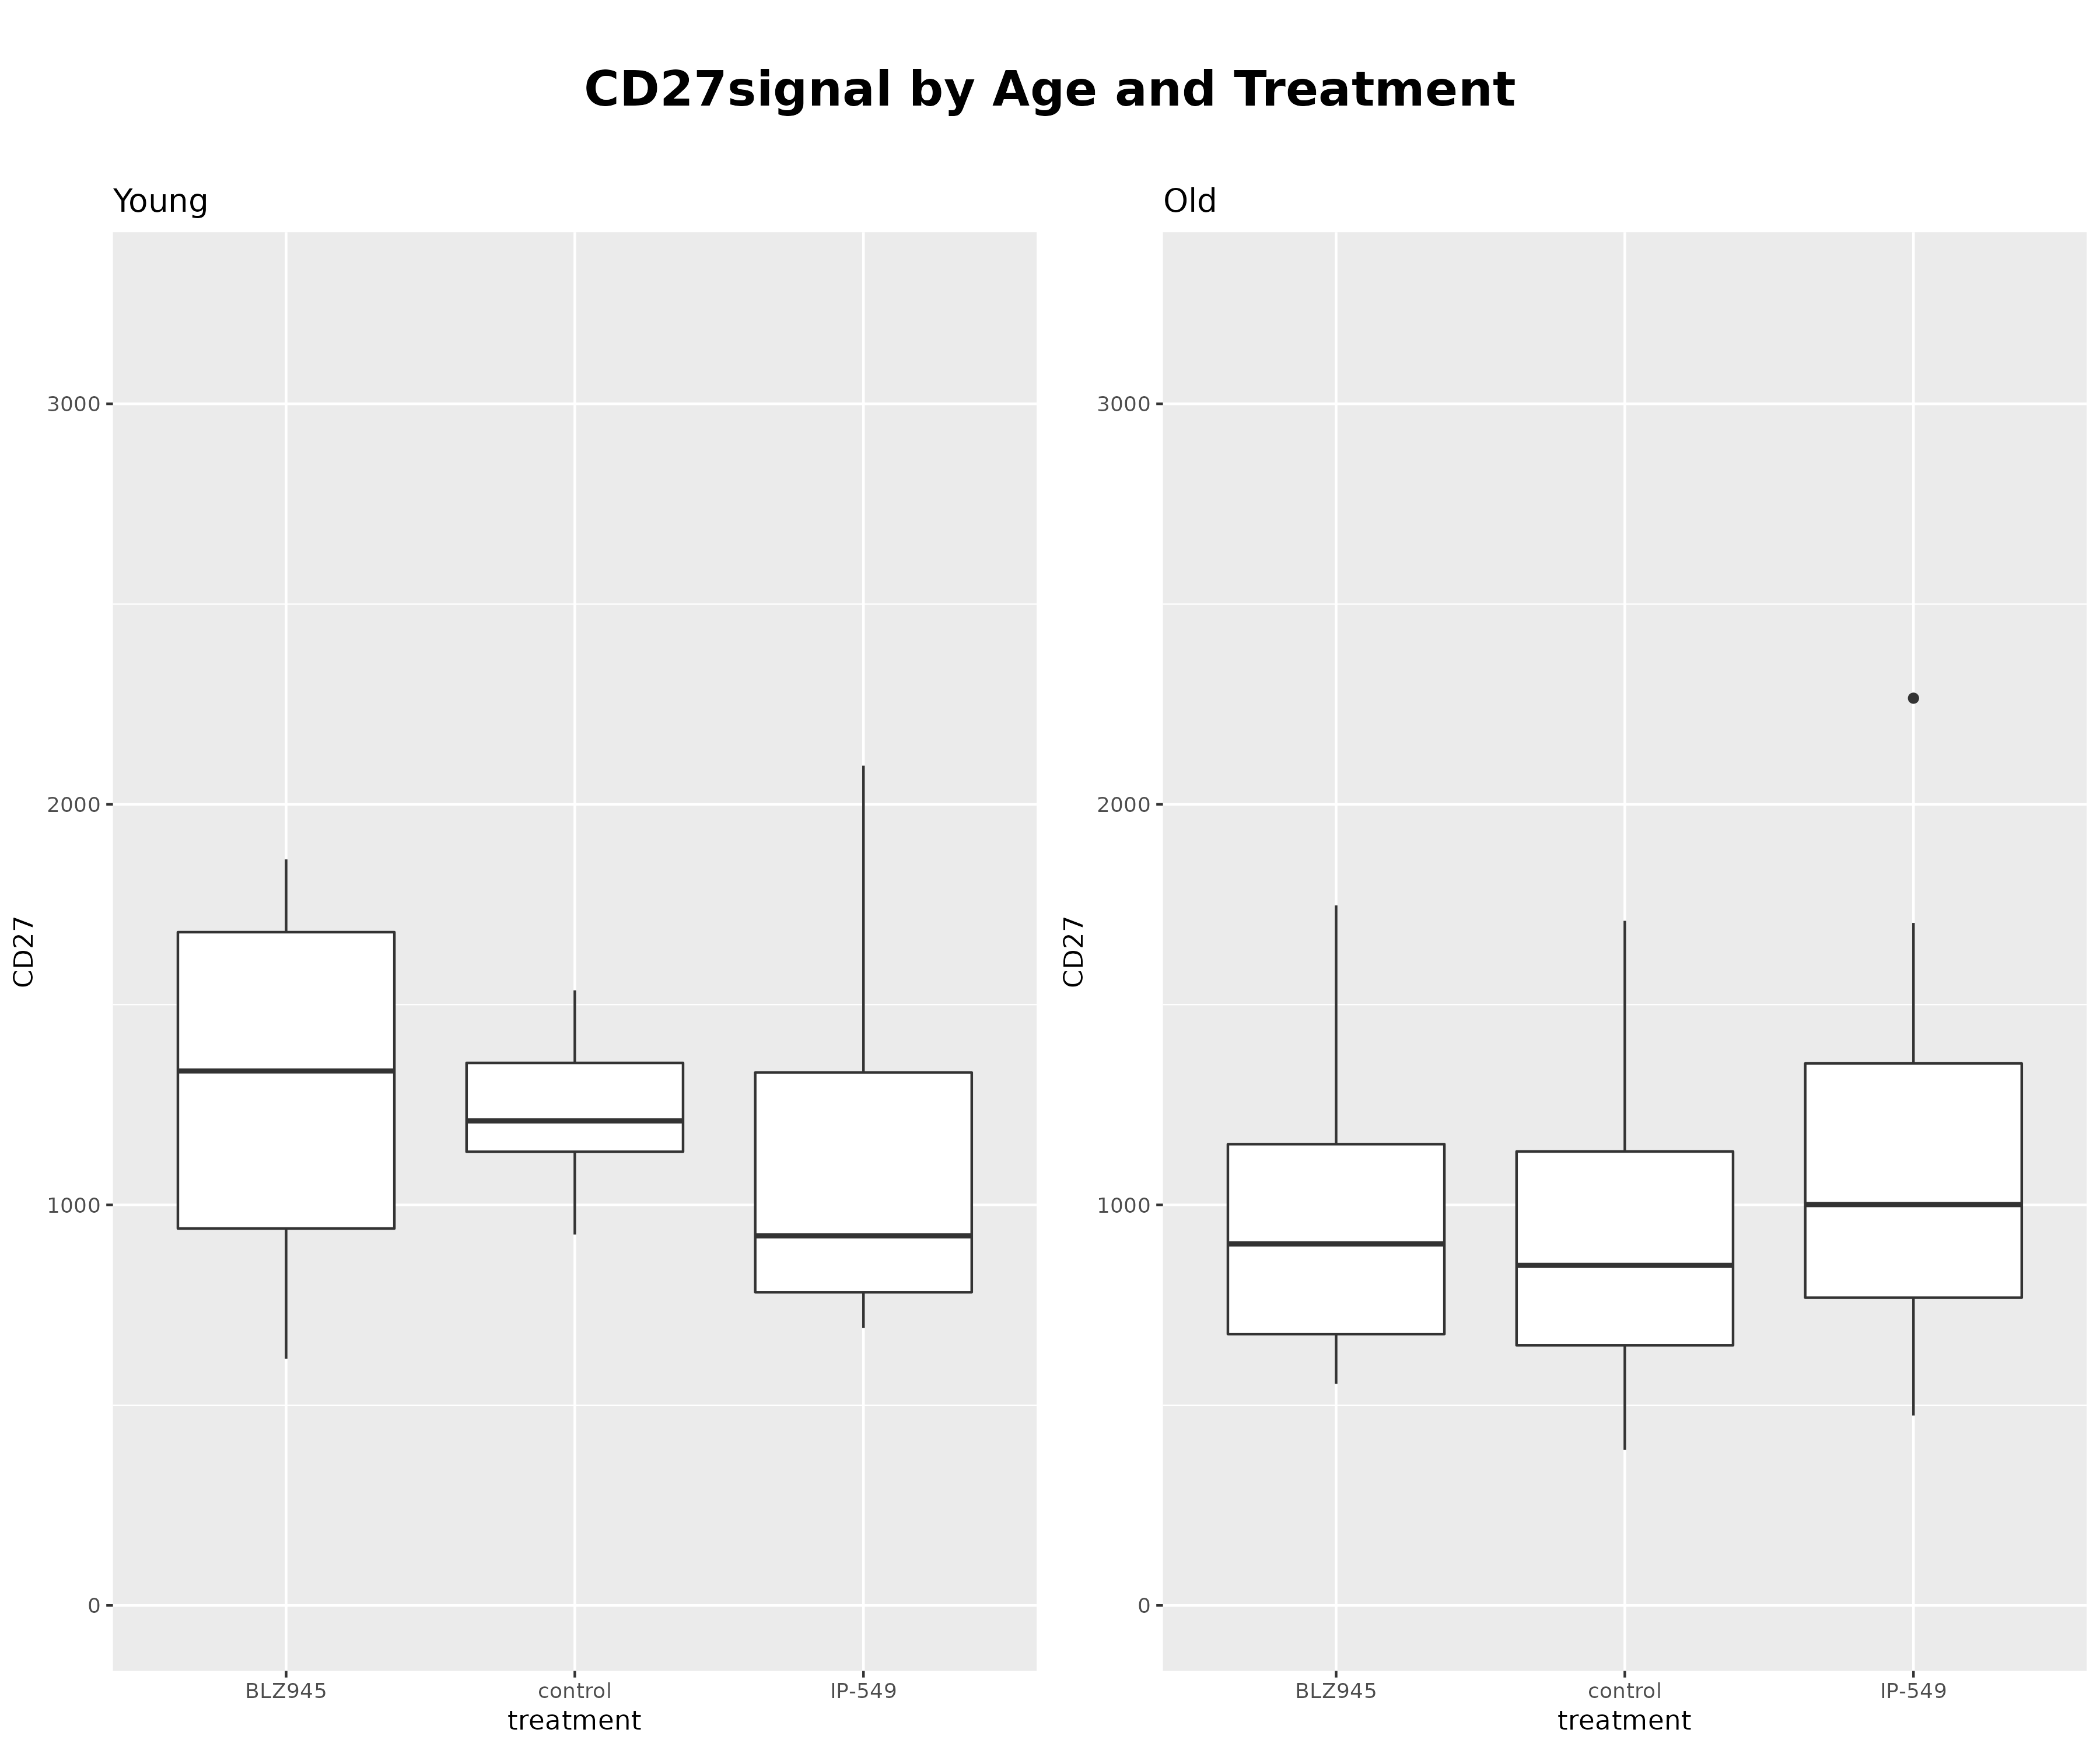 CD27signal by Age and Treatment
Young
3000
2000
1000
0
CD27
BLZ945 control IP-549
treatment
Old
3000
2000
1000
0
CD27
BLZ945 control IP-549
treatment